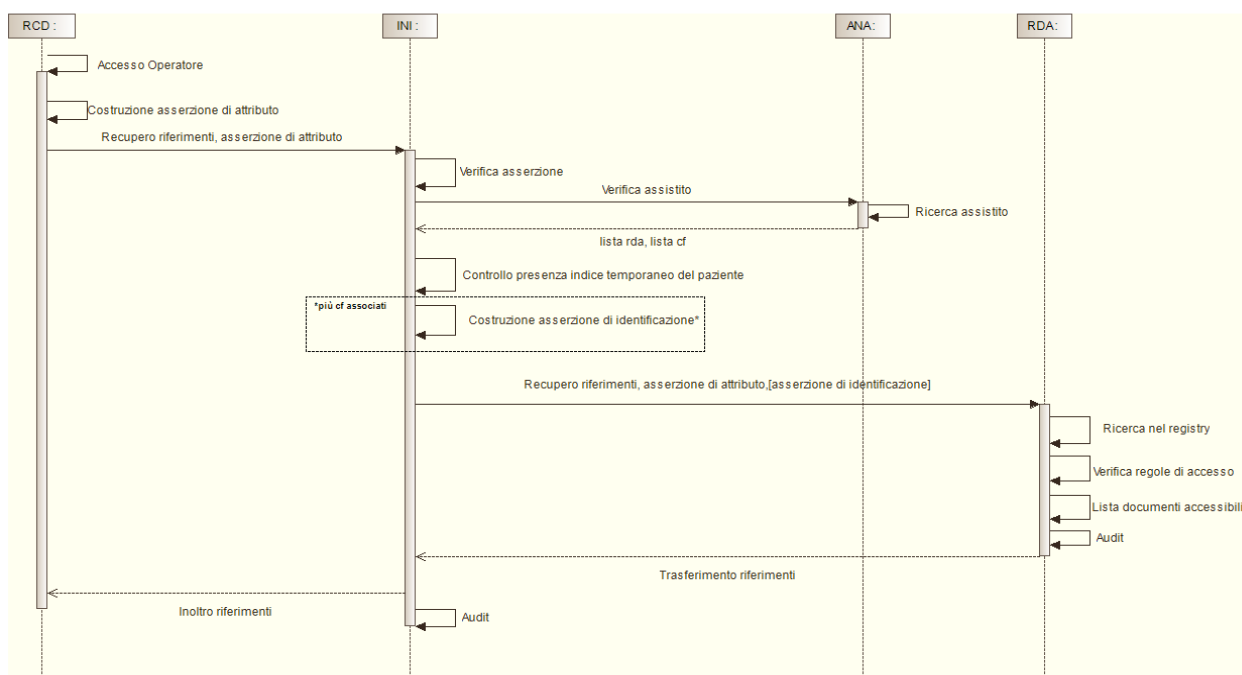 RCD :
INI :
ANA:
RDA:
Accesso Operatore
Costruzione asserzione di attributo
Recupero riferimenti, asserzione di attributo
Verifica asserzione
Verifica assistito
Ricerca assistito
lista rda, lista cf
Controllo presenza indice temporaneo del paziente
*più cf associati
Costruzione asserzione di identificazione*
Recupero riferimenti, asserzione di attributo,[asserzione di identificazione]
Ricerca nel registry
Verifica regole di accesso
Lista documenti accessibili
Audit
Trasferimento riferimenti
Inoltro riferimenti
Audit